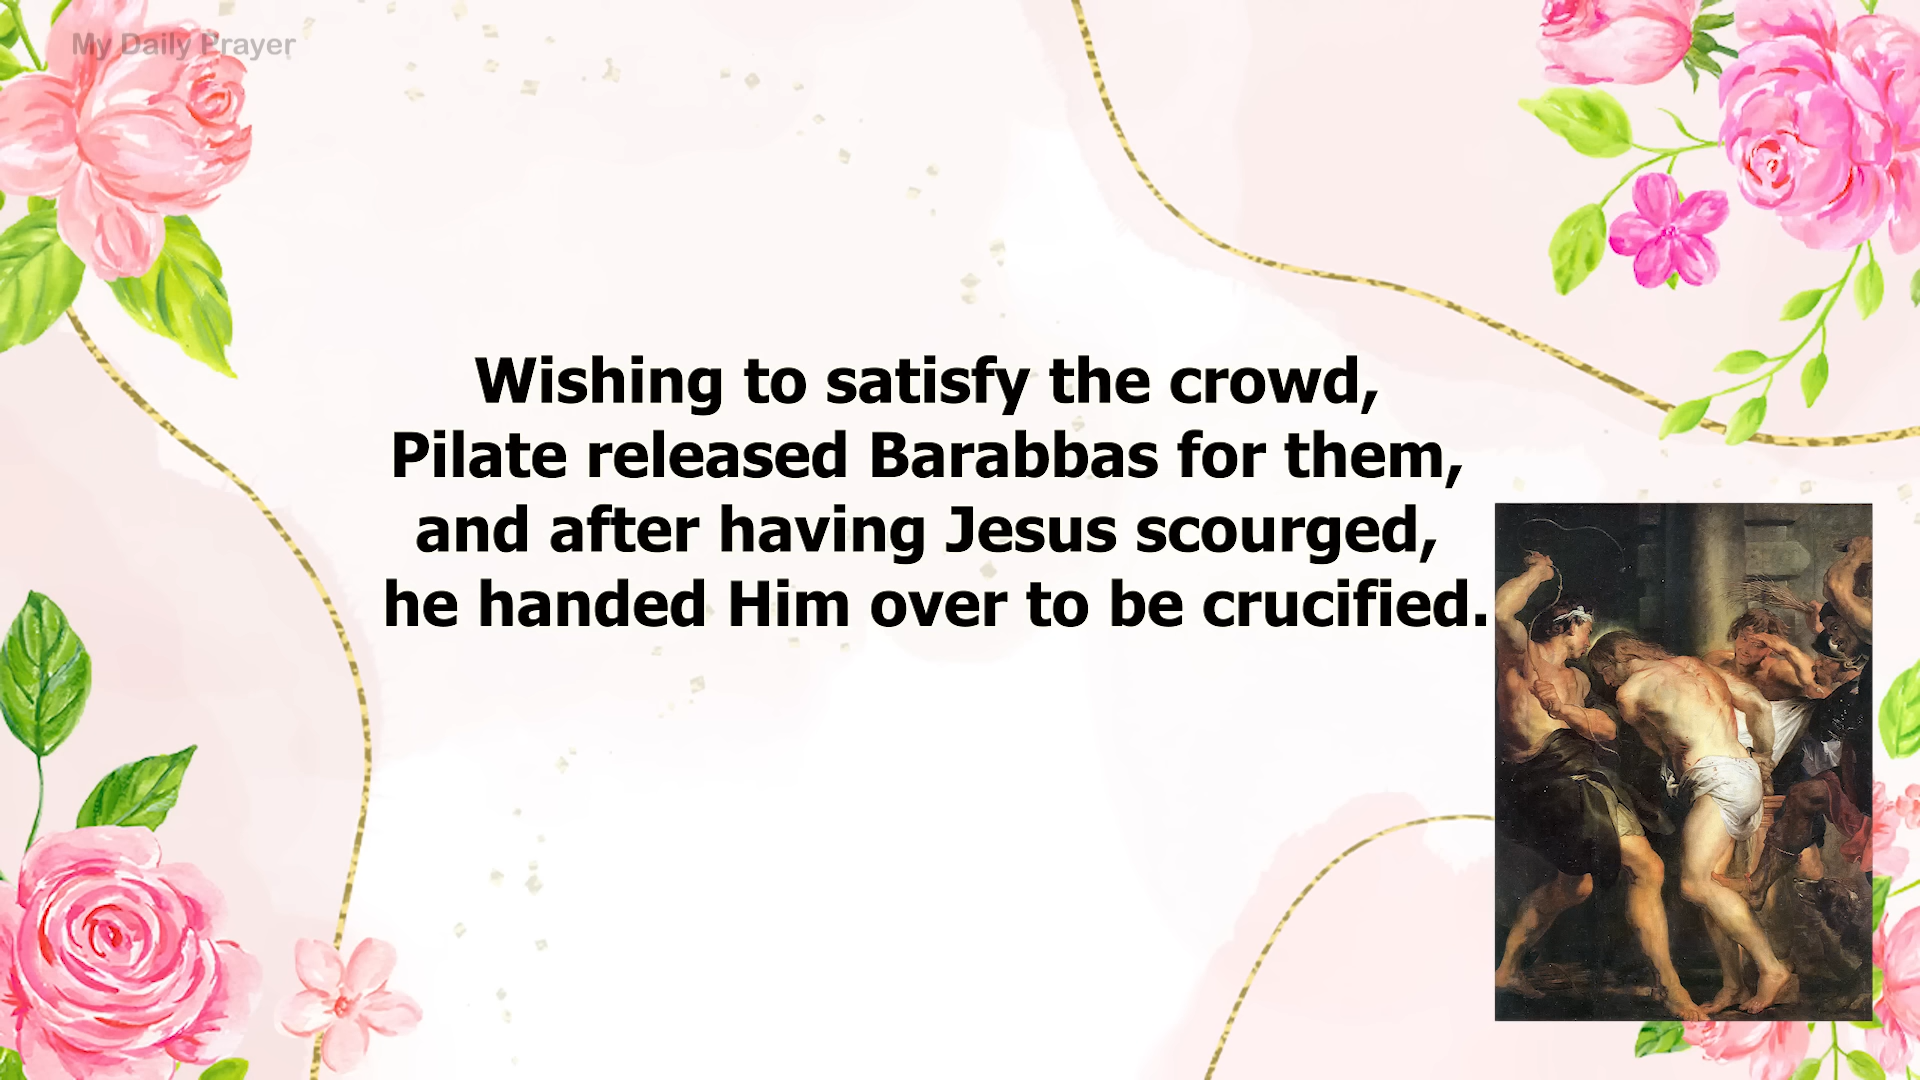 My Daily Prayer
Wishing to satisfy the crowd,
Pilate released Barabbas for them,
and after having Jesus scourged,
he handed Him over to be crucified.